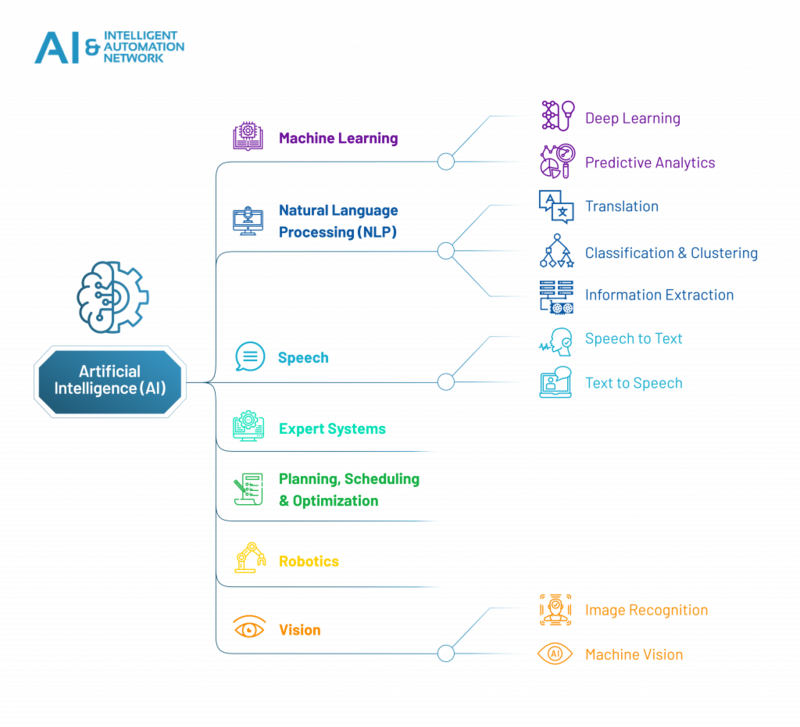 AI & INTELLIGENT
AUTOMATION
NETWORK
Machine Learning
Deep Learning
Predictive Analytics
Natural Language
Processing (NLP)
A
文
Translation
Classification & Clustering
Information Extraction
Artificial
Intelligence (AI)
Speech
Speech to Text
Text to Speech
Expert Systems
Planning, Scheduling
& Optimization
Robotics
Vision
Image Recognition
AI
Machine Vision